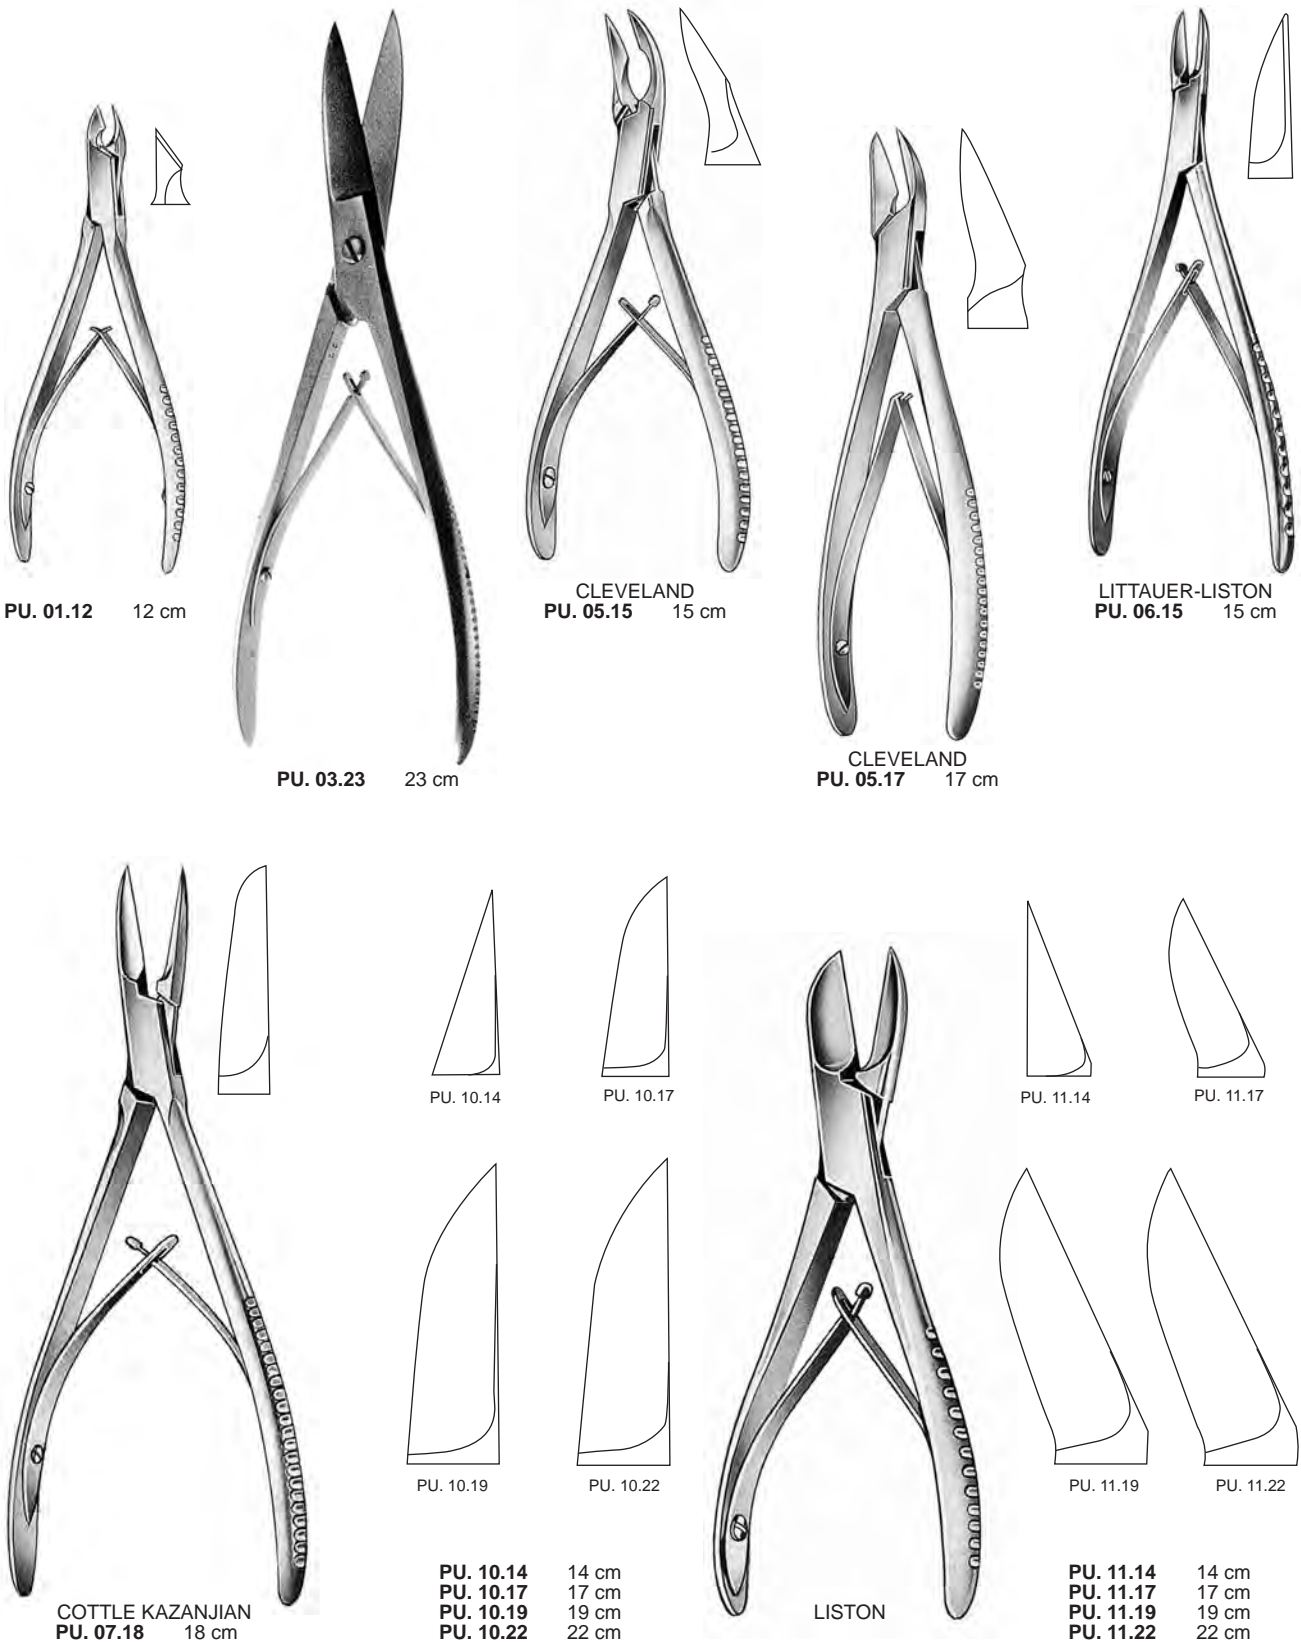 CLEVELAND
PU. 05.15 15 cm
LITTAUER-LISTON
PU. 06.15 15 cm
PU. 01.12 12 cm
CLEVELAND
PU. 05.17 17 cm
PU. 03.23 23 cm
PU. 10.14
PU. 10.17
PU. 11.14
PU. 11.17
PU. 10.19
PU. 10.22
PU. 11.19
PU. 11.22
COTTLE KAZANJIAN
PU. 07.18 18 cm
PU. 10.14 14 cm
PU. 10.17 17 cm
PU. 10.19 19 cm
PU. 10.22 22 cm
LISTON
PU. 11.14 14 cm
PU. 11.17 17 cm
PU. 11.19 19 cm
PU. 11.22 22 cm